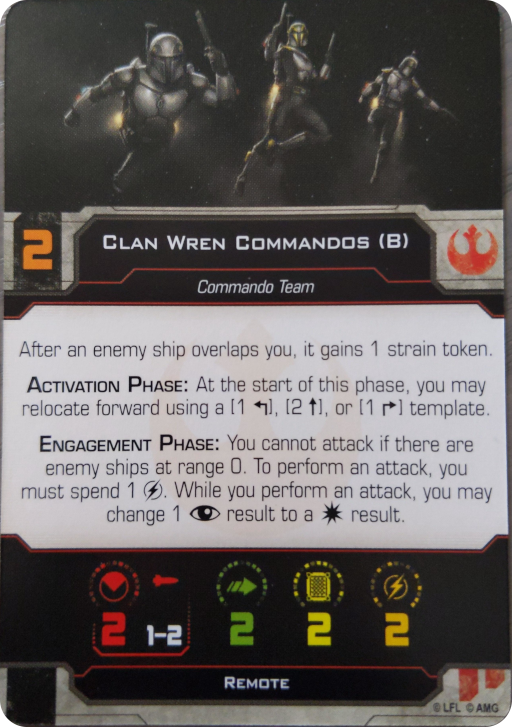 2
CLAN WREN COMMANDOS (B)
Commando Team
After an enemy ship overlaps you, it gains 1 strain token.
ACTIVATION PHASE: At the start of this phase, you may
relocate forward using a [1 ↰], [2 ⬆], or [1 ↱] template.
ENGAGEMENT PHASE: You cannot attack if there are
enemy ships at range 0. To perform an attack, you
must spend 1 . While you perform an attack, you may
change 1 result to a result.
2 1-2 2 2 2
REMOTE
© LFL © AMG